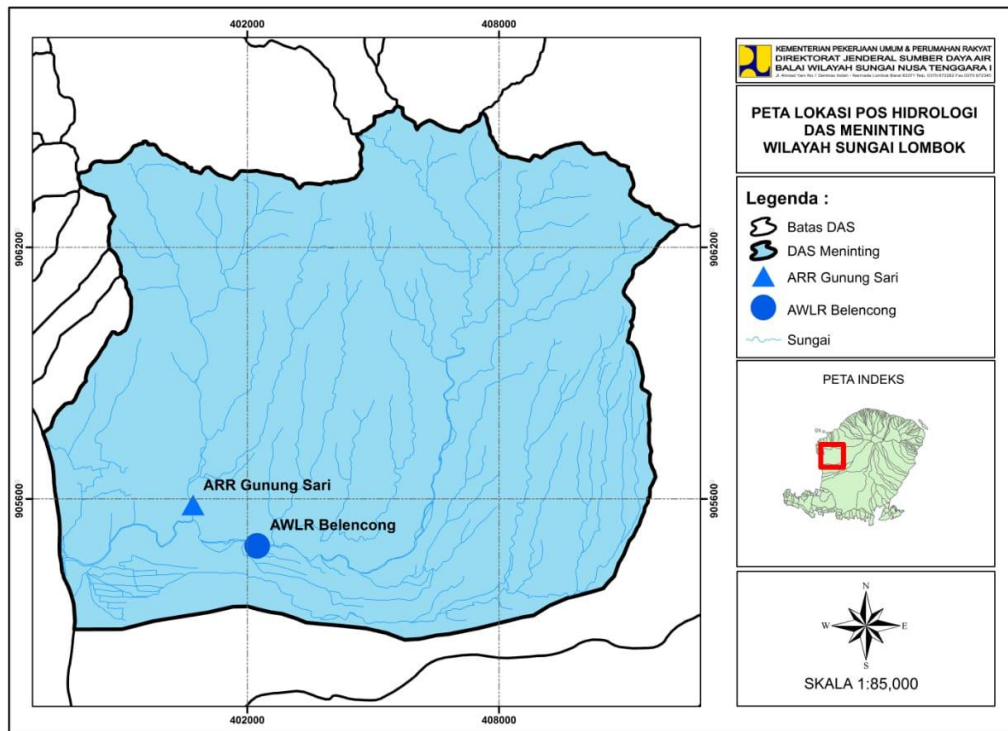 402000
408000
906200
905600
906200
905600
402000
408000
ARR Gunung Sari
AWLR Belencong
KEMENTERIAN PEKERJAAN UMUM & PERUMAHAN RAKYAT
DIREKTORAT JENDERAL SUMBER DAYA AIR
BALAI WILAYAH SUNGAI NUSA TENGGARA I
PETA LOKASI POS HIDROLOGI
DAS MENINTING
WILAYAH SUNGAI LOMBOK
Legenda :
Batas DAS
DAS Meninting
ARR Gunung Sari
AWLR Belencong
Sungai
PETA INDEKS
N
W
E
S
SKALA 1:85,000